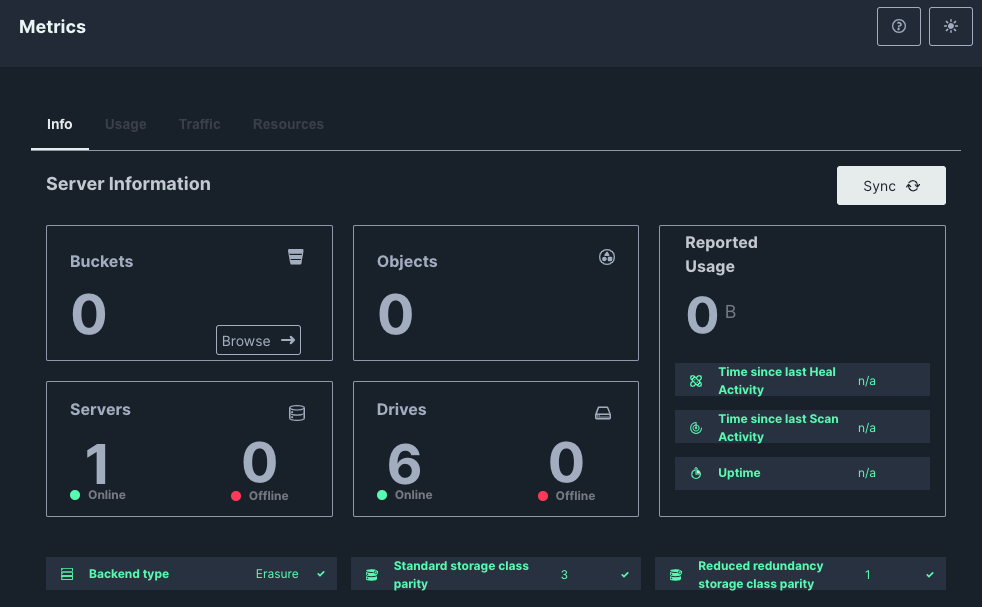 Metrics
Info Usage Traffic Resources
Server Information
Sync
Buckets
0
Browse
Objects
0
Reported
Usage
0 B
Time since last Heal
Activity
n/a
Time since last Scan
Activity
n/a
Uptime
n/a
Servers
1
Online
0
Offline
Drives
6
Online
0
Offline
Backend type
Erasure
Standard storage class
parity
3
Reduced redundancy
storage class parity
1